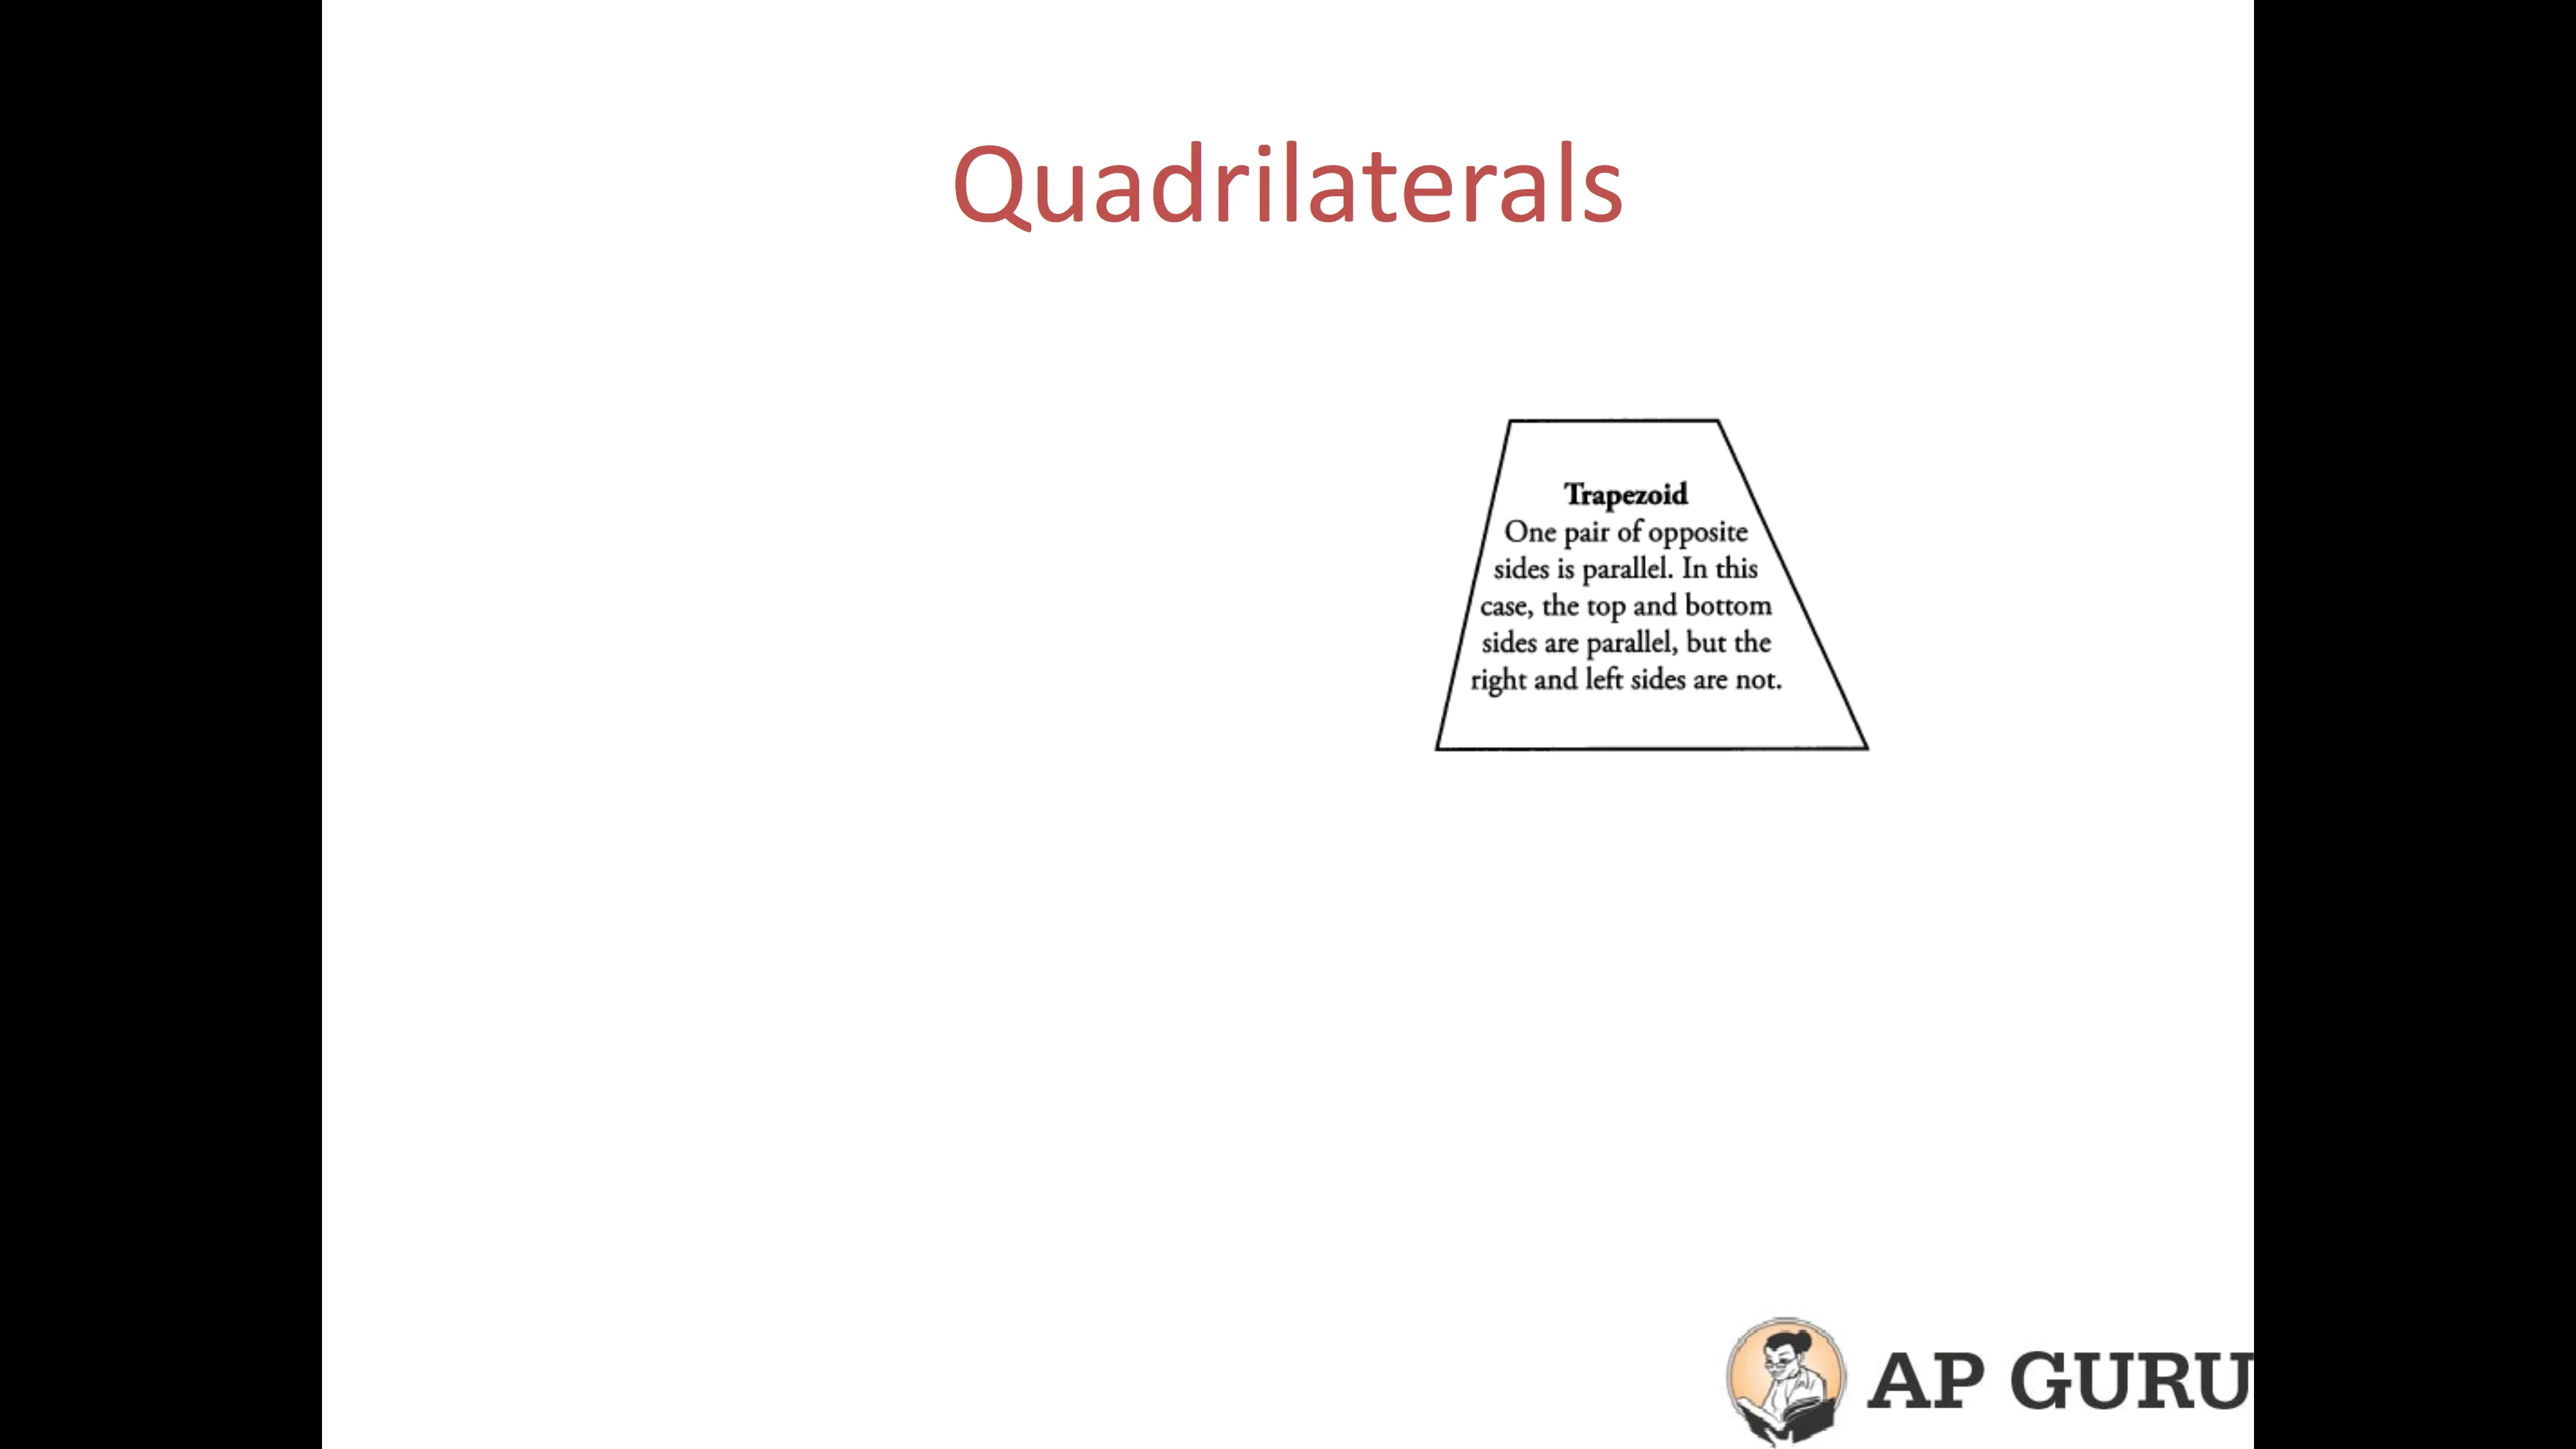 Quadrilaterals
Trapezoid
One pair of opposite
sides is parallel. In this
case, the top and bottom
sides are parallel, but the
right and left sides are not.
AP GURU